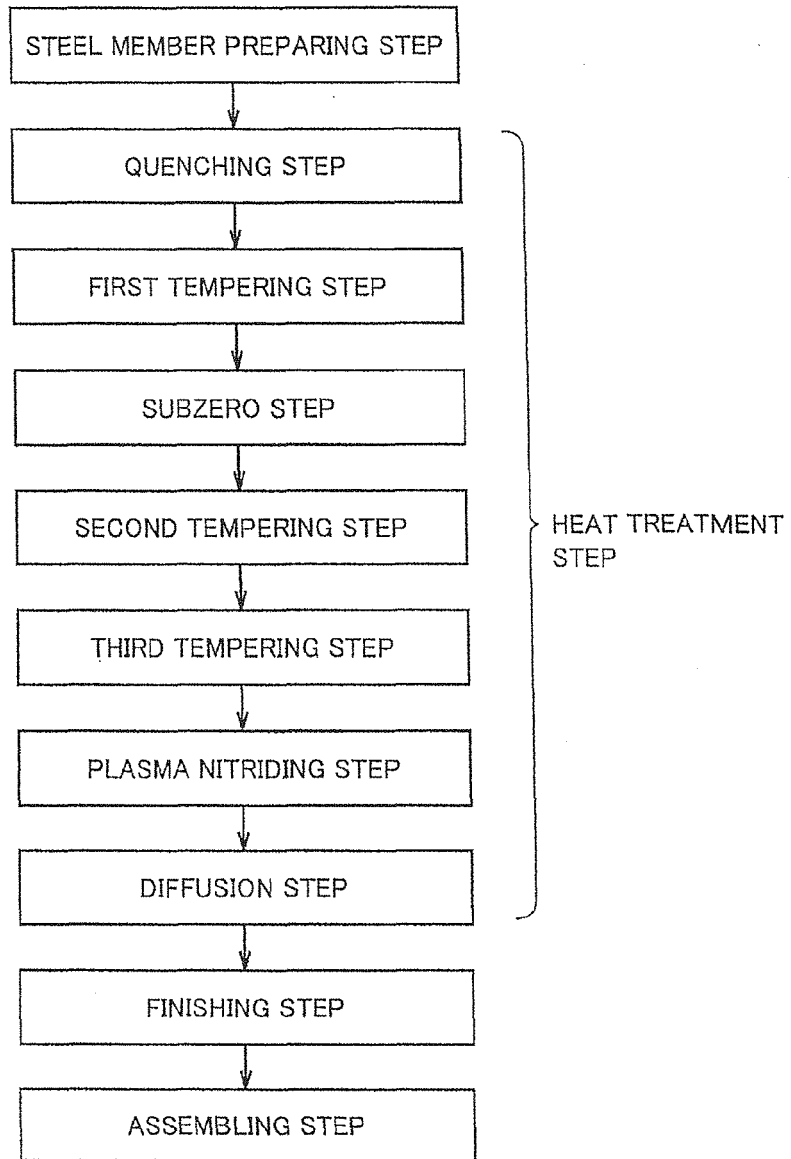 STEEL MEMBER PREPARING STEP
QUENCHING STEP
FIRST TEMPERING STEP
SUBZERO STEP
SECOND TEMPERING STEP
HEAT TREATMENT
STEP
THIRD TEMPERING STEP
PLASMA NITRIDING STEP
DIFFUSION STEP
FINISHING STEP
ASSEMBLING STEP